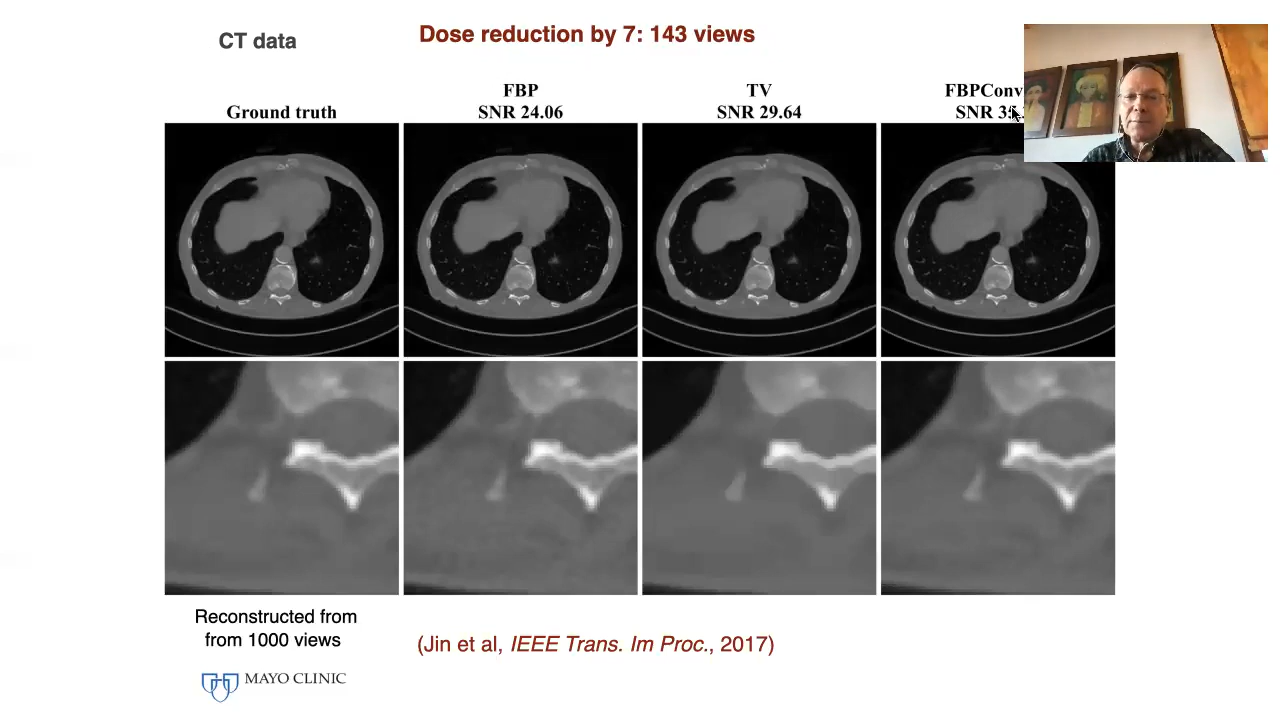 CT data
Dose reduction by 7: 143 views
Ground truth
FBP
SNR 24.06
TV
SNR 29.64
FBPConv
SNR
Reconstructed from
from 1000 views
(Jin et al, IEEE Trans. Im Proc., 2017)
MAYO CLINIC